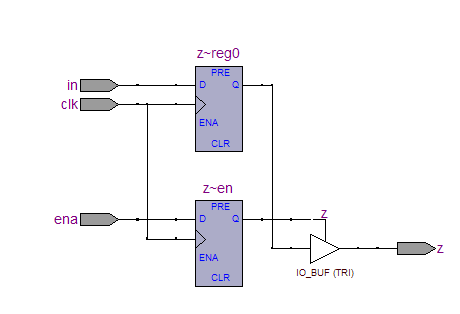 z~reg0
in
PRE
D
Q
clk
ENA
CLR
z~en
PRE
ena
D
Q
z
ENA
CLR
z
IO_BUF (TRI)